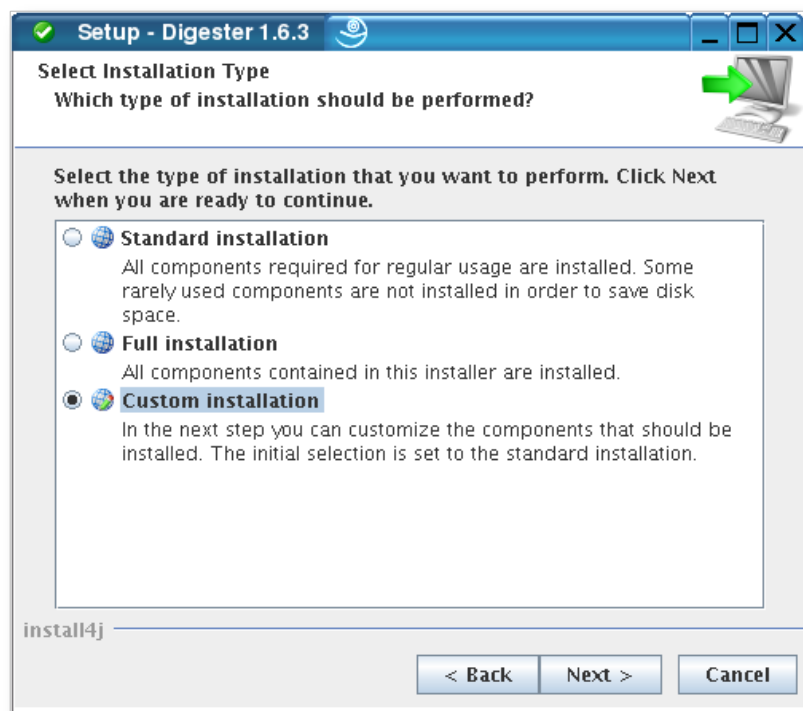 Setup - Digester 1.6.3
Select Installation Type
Which type of installation should be performed?
Select the type of installation that you want to perform. Click Next
when you are ready to continue.
Standard installation
All components required for regular usage are installed. Some
rarely used components are not installed in order to save disk
space.
Full installation
All components contained in this installer are installed.
Custom installation
In the next step you can customize the components that should be
installed. The initial selection is set to the standard installation.
install4j
< Back Next > Cancel